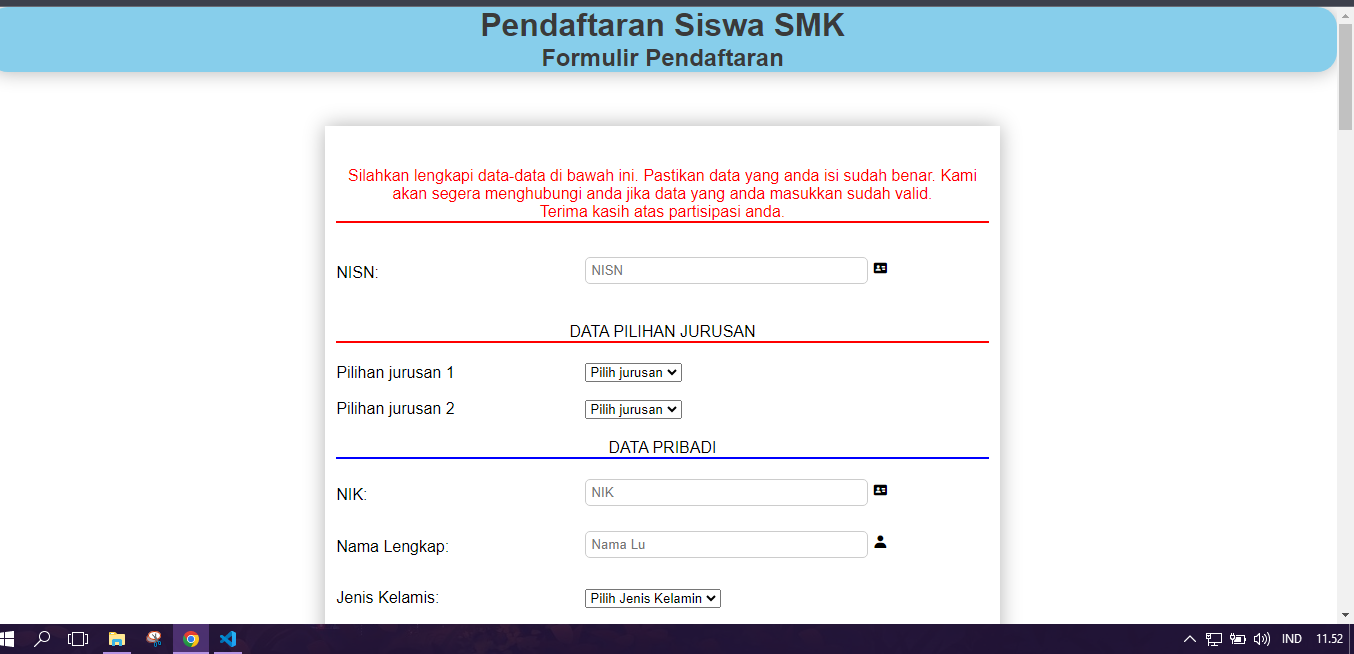 Pendaftaran Siswa SMK
Formulir Pendaftaran
Silahkan lengkapi data-data di bawah ini. Pastikan data yang anda isi sudah benar. Kami
akan segera menghubungi anda jika data yang anda masukkan sudah valid.
Terima kasih atas partisipasi anda.
NISN: NISN
DATA PILIHAN JURUSAN
Pilihan jurusan 1 Pilih jurusan
Pilihan jurusan 2 Pilih jurusan
DATA PRIBADI
NIK: NIK
Nama Lengkap: Nama Lu
Jenis Kelamis: Pilih Jenis Kelamin
IND 11.52